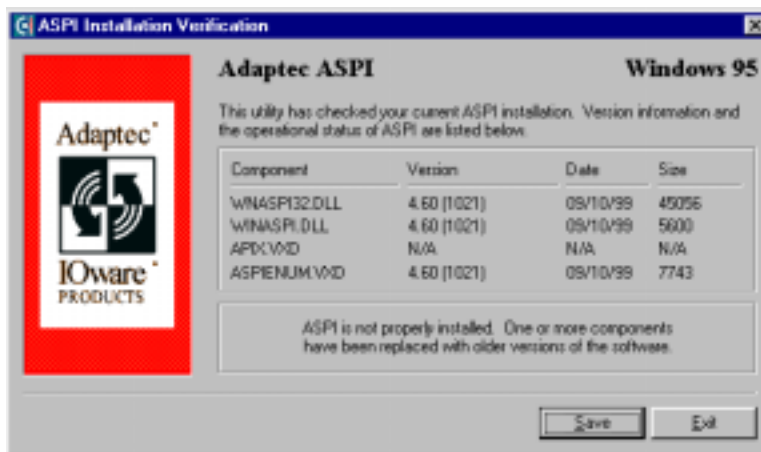 ASPI Installation Verification
Adaptec ASPI Windows 95
This utility has checked your current ASPI installation. Version information and
the operational status of ASPI are listed below.
Component Version Date Size
WNASPI32.DLL 4.60 (1021) 09/10/99 45056
WINASPI.DLL 4.60 (1021) 09/10/99 5600
APIX.VXD N/A N/A N/A
ASPIENUM.VXD 4.60 (1021) 09/10/99 7743
ASPI is not properly installed. One or more components
have been replaced with older versions of the software.
Adaptec
IOware
PRODUCTS
Save Exit